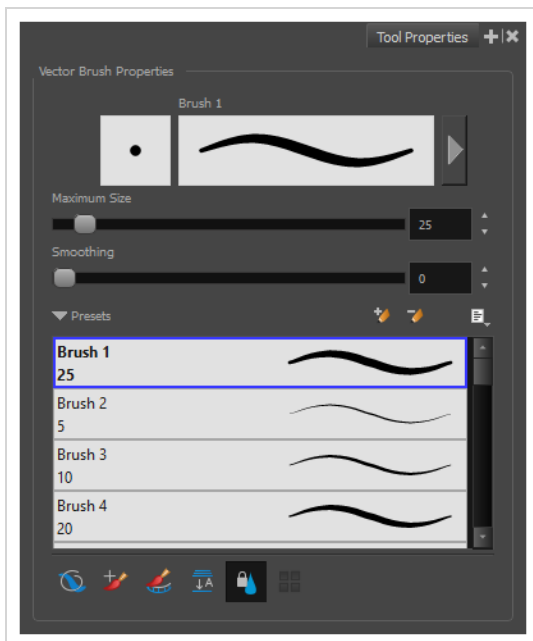 Tool Properties
Vector Brush Properties
Brush 1
Maximum Size
25
Smoothing
0
Presets
Brush 1
25
Brush 2
5
Brush 3
10
Brush 4
20
A